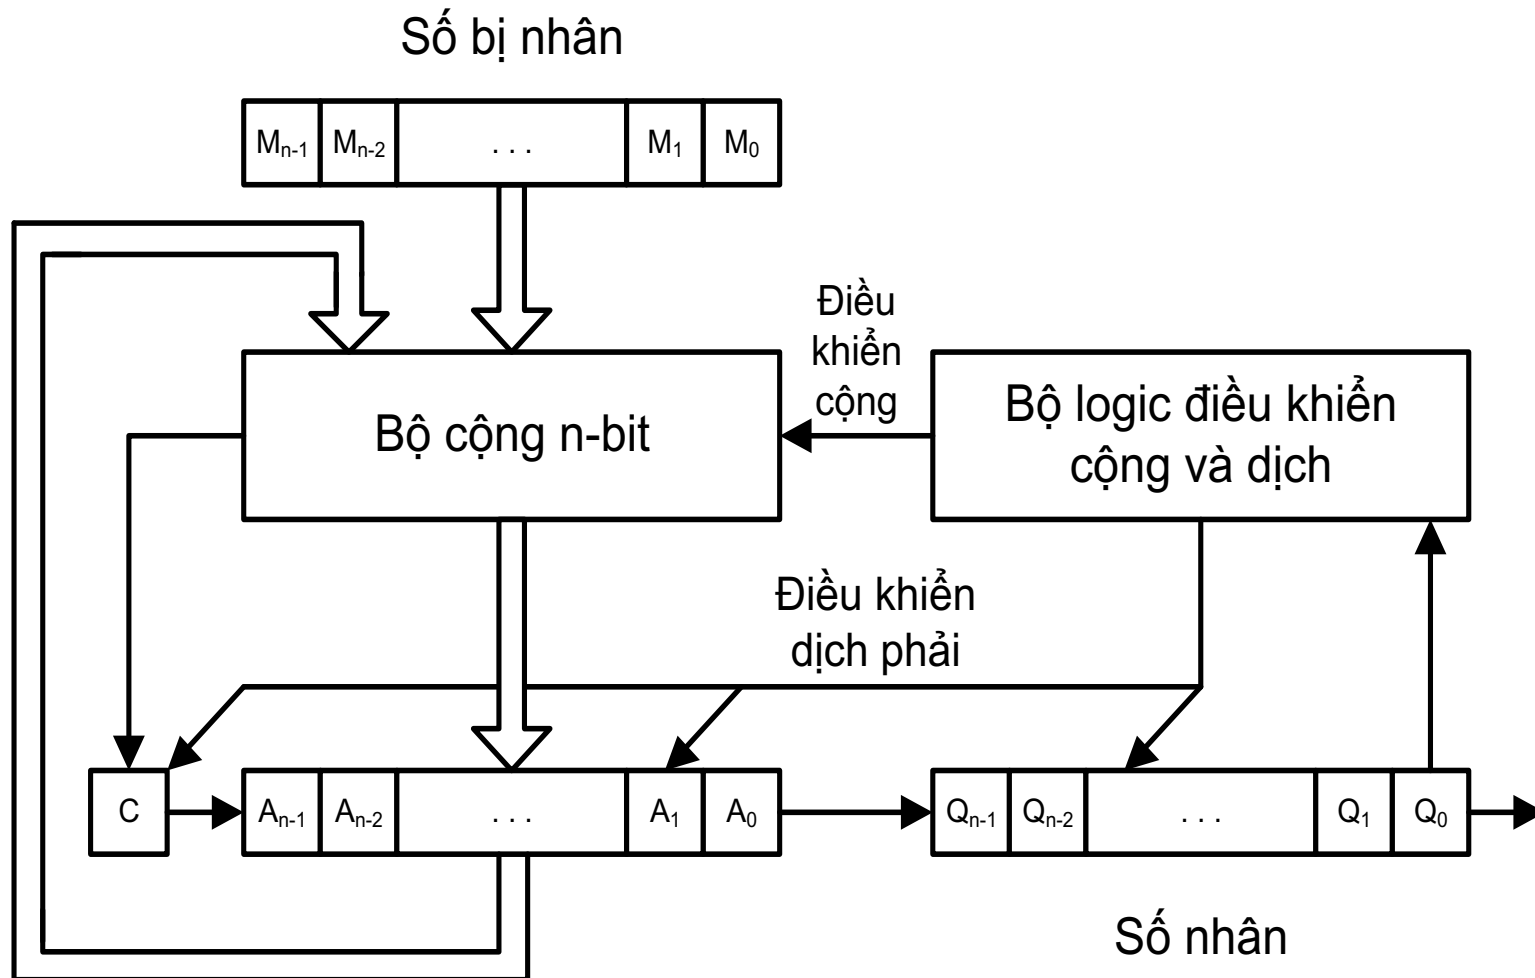 Số bị nhân
Mn-1 Mn-2 . . . M1 M0
Điều
khiển
cộng
Bộ cộng n-bit
Bộ logic điều khiển
cộng và dịch
Điều khiển
dịch phải
C An-1 An-2 . . . A1 A0 Qn-1 Qn-2 . . . Q1 Q0
Số nhân